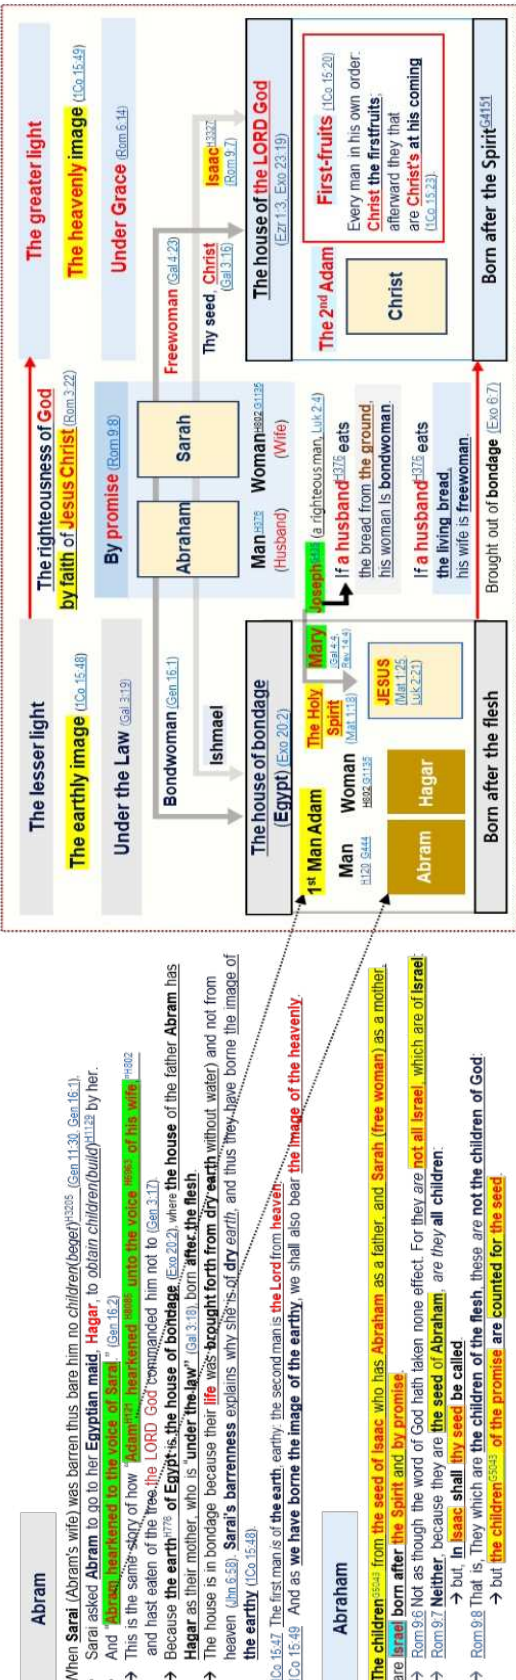 Abram
When Sarai (Abram's wife) was barren thus bare him no children(beget)H3205 (Gen 11:30, Gen 16:1),
Sarai asked Abram to go to her Egyptian maid, Hagar, to obtain children(build)H1129 by her.
And "Abram hearkened to the voice of Sarai." (Gen 16:2)
→ This is the same story of how "AdamH121 hearkened H8085 unto the voice H6963 of his wife,"H802
and hast eaten of the tree, the LORD God commanded him not to (Gen 3:17).
→ Because the earthH776 of Egypt is the house of bondage (Exo 20:2), where the house of the father Abram has
Hagar as their mother, who is "under the law" (Gal 3:18), born after the flesh.
→ The house is in bondage because their life was brought forth from dry earth without water) and not from
heaven (Jhn 6:58). Sarai's barrenness explains why she is of dry earth, and thus they have borne the image of
the earthy (1Co 15:48).
Co 15:47 The first man is of the earth, earthy: the second man is the Lord from heaven.
Co 15:49 And as we have borne the image of the earthy, we shall also bear the image of the heavenly.
Abraham
The childrenG5043 from the seed of Isaac who has Abraham as a father, and Sarah (free woman) as a mother,
are Israel born after the Spirit and by promise.
→ Rom 9:6 Not as though the word of God hath taken none effect. For they are not all Israel, which are of Israel:
→ Rom 9:7 Neither, because they are the seed of Abraham, are they all children:
→ but, In Isaac shall thy seed be called.
→ Rom 9:8 That is, They which are the children of the flesh, these are not the children of God:
→ but the childrenG5043 of the promise are counted for the seed.
The lesser light
The righteousness of God
by faith of Jesus Christ (Rom 3:22)
The greater light
The earthly image (1Co 15:48)
The heavenly image (1Co 15:49)
Under the Law (Gal 3:19)
By promise (Rom 9:8)
Under Grace (Rom 6:14)
Bondwoman (Gen 16:1)
Abraham
Sarah
Freewoman (Gal 4:23)
Ishmael
ManH376
(Husband)
WomanH802 G1135
(Wife)
Thy seed, Christ
(Gal 3:16)
IsaacH3327
(Rom 9:7)
The house of bondage
(Egypt) (Exo 20:2)
The house of the LORD God
(Ezr 1:3, Exo 23:19)
1st Man Adam
Man
H120 G444
Woman
H802 G1135
The Holy
Spirit
(Mat 1:18)
Mary
(Gal 4:4,
Rev 14:4)
Joseph (a righteous man, Luk 2:4)
If a husbandH376 eats
the bread from the ground,
his woman Is bondwoman.
If a husbandH376 eats
the living bread,
his wife is freewoman.
Abram
Hagar
JESUS
(Mat 1:25,
Luk 2:21)
The 2nd Adam
Christ
First-fruits (1Co 15:20)
Every man in his own order:
Christ the firstfruits;
afterward they that
are Christ's at his coming
(1Co 15:23).
Born after the flesh
Brought out of bondage (Exo 6:7)
Born after the SpiritG4151